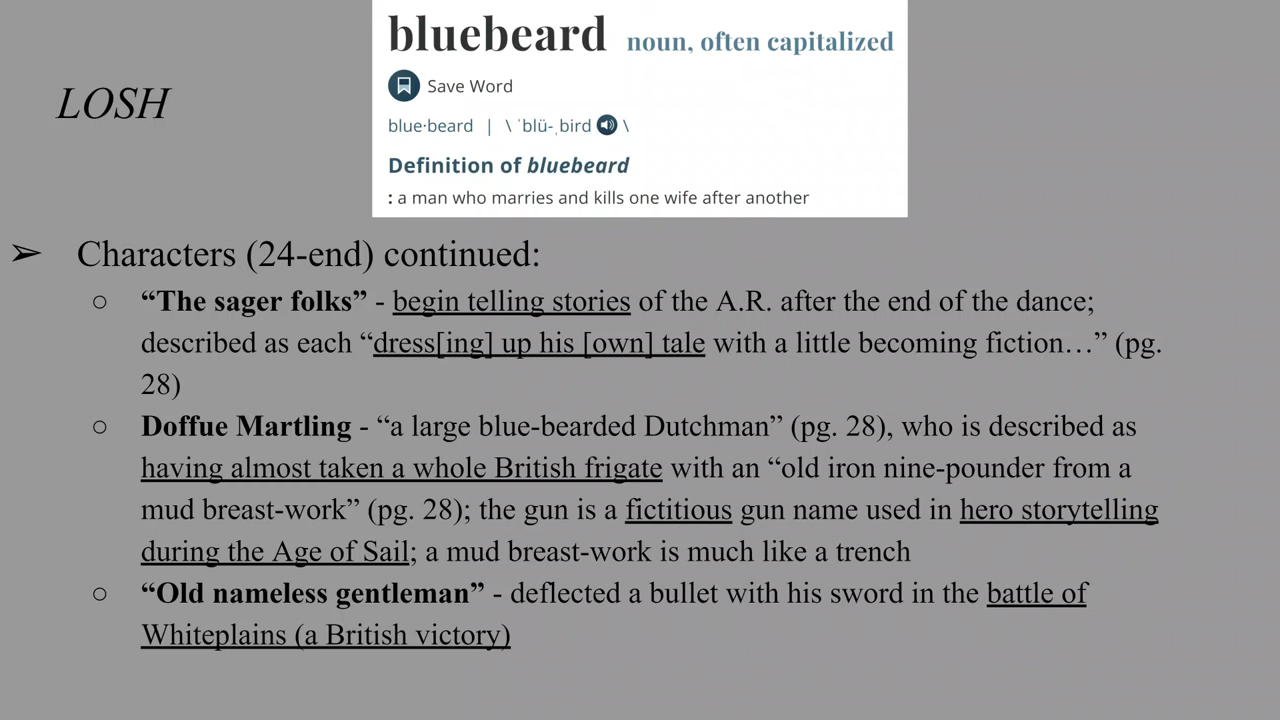 bluebeard noun, often capitalized
Save Word
blue·beard | \ ˈblü-ˌbird \
Definition of bluebeard
: a man who marries and kills one wife after another
LOSH
➢ Characters (24-end) continued:
○ “The sager folks” - begin telling stories of the A.R. after the end of the dance;
described as each “dress[ing] up his [own] tale with a little becoming fiction…” (pg.
28)
○ Doffue Martling - “a large blue-bearded Dutchman” (pg. 28), who is described as
having almost taken a whole British frigate with an “old iron nine-pounder from a
mud breast-work” (pg. 28); the gun is a fictitious gun name used in hero storytelling
during the Age of Sail; a mud breast-work is much like a trench
○ “Old nameless gentleman” - deflected a bullet with his sword in the battle of
Whiteplains (a British victory)